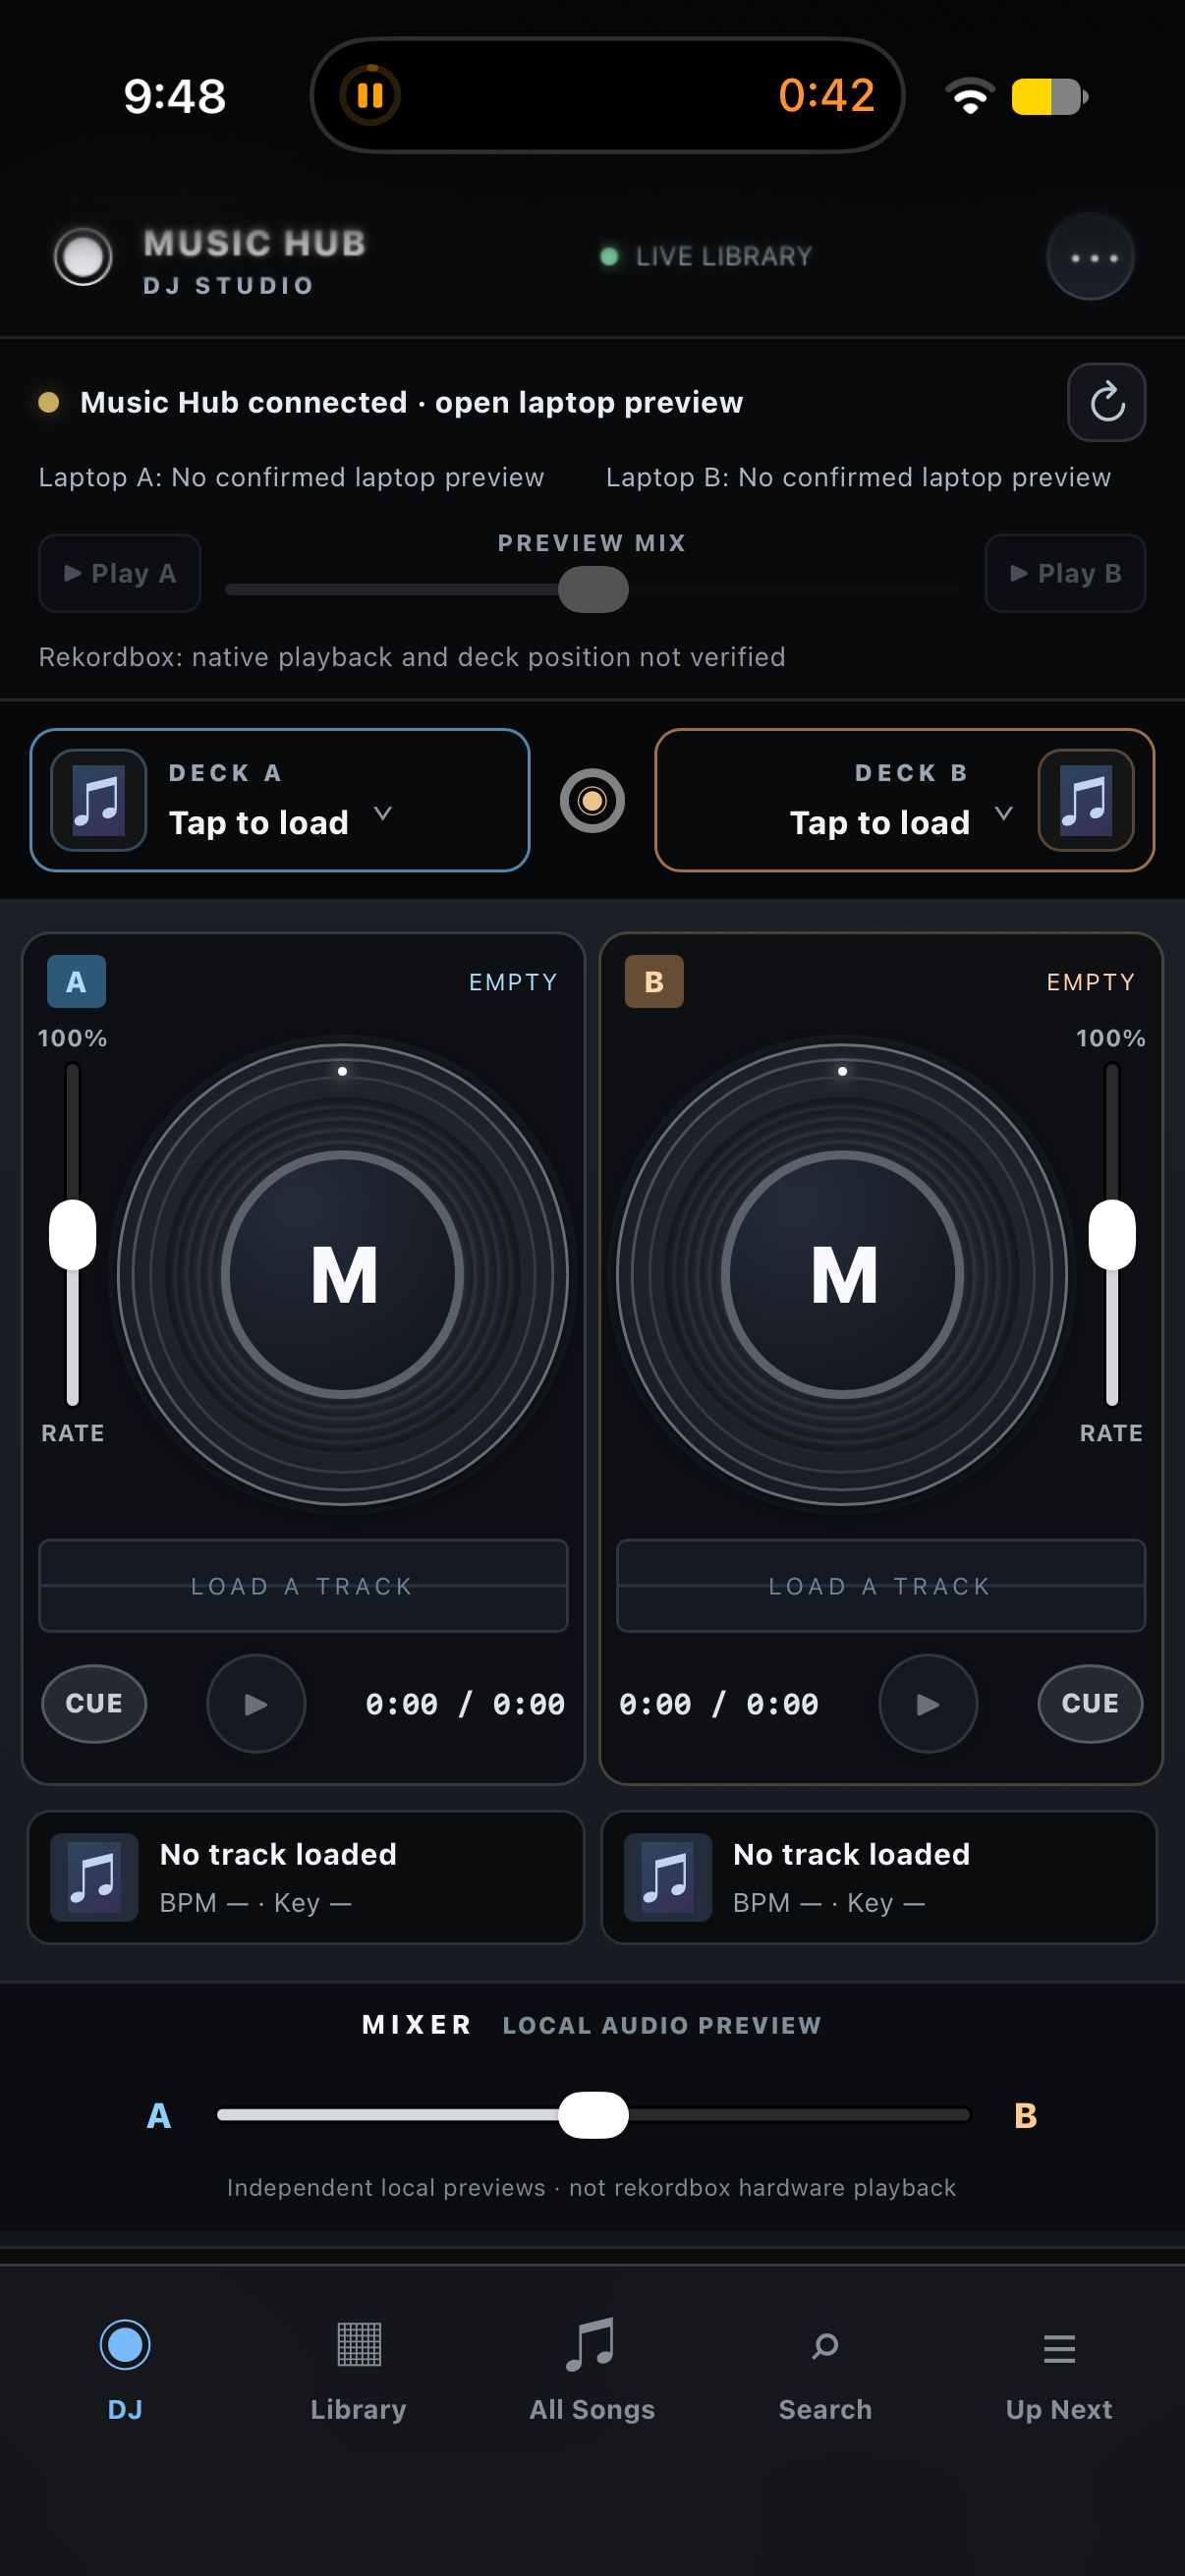 9:48
0:42
MUSIC HUB
DJ STUDIO
LIVE LIBRARY
Music Hub connected · open laptop preview
Laptop A: No confirmed laptop preview
Laptop B: No confirmed laptop preview
PREVIEW MIX
Play A
Play B
Rekordbox: native playback and deck position not verified
DECK A
Tap to load
DECK B
Tap to load
A
EMPTY
B
EMPTY
100%
100%
M
M
RATE
RATE
LOAD A TRACK
LOAD A TRACK
CUE
0:00 / 0:00
0:00 / 0:00
CUE
No track loaded
BPM — · Key —
No track loaded
BPM — · Key —
MIXER LOCAL AUDIO PREVIEW
A
B
Independent local previews · not rekordbox hardware playback
DJ
Library
All Songs
Search
Up Next